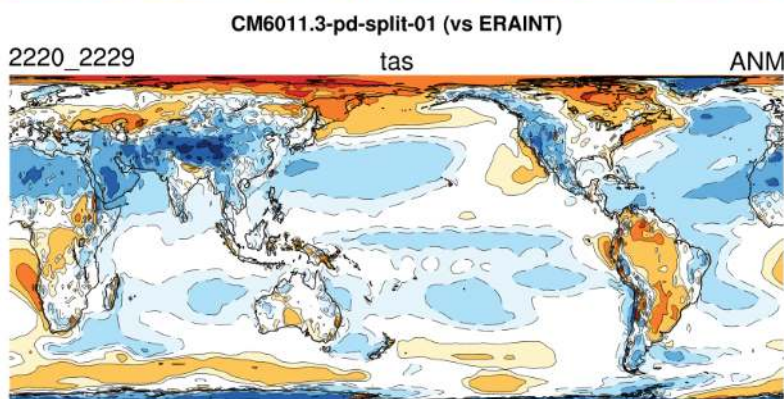 CM6011.3-pd-split-01 (vs ERAINT)
2220_2229 tas ANM